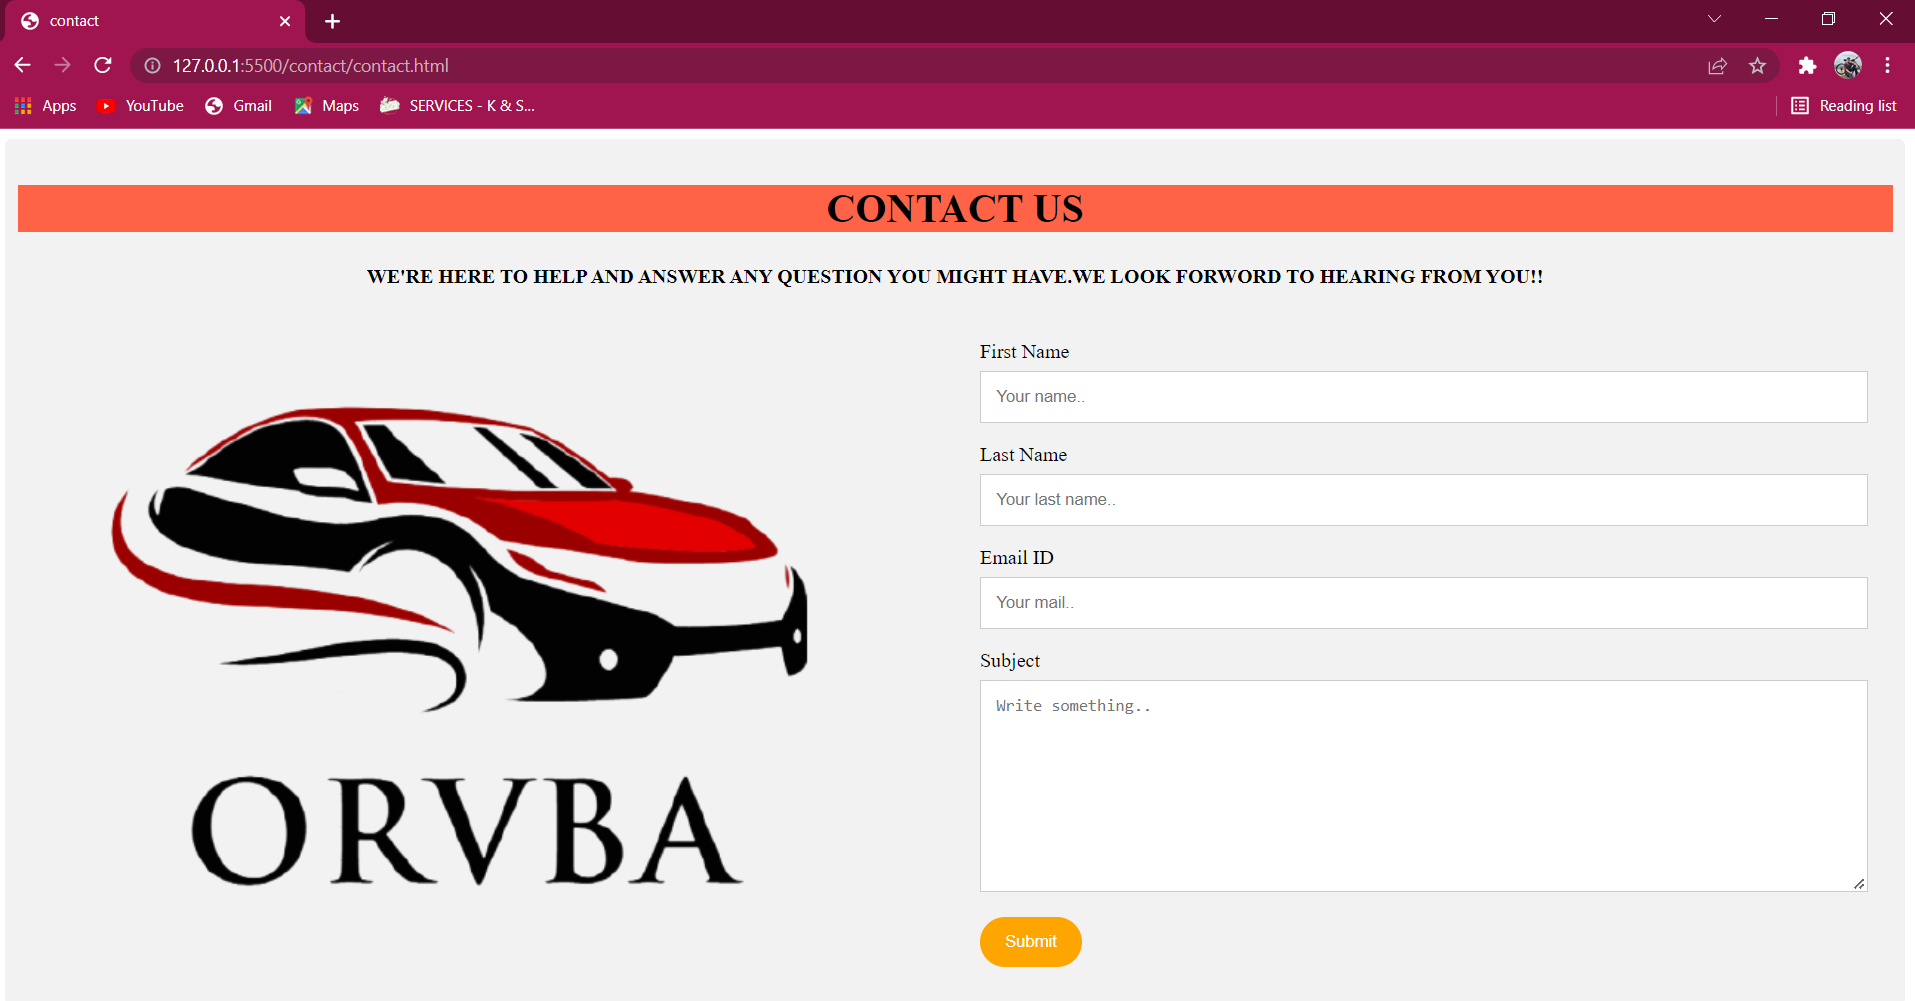 contact
127.0.0.1:5500/contact/contact.html
Apps YouTube Gmail Maps SERVICES - K & S... Reading list
CONTACT US
WE'RE HERE TO HELP AND ANSWER ANY QUESTION YOU MIGHT HAVE.WE LOOK FORWORD TO HEARING FROM YOU!!
First Name
Your name..
Last Name
Your last name..
Email ID
Your mail..
Subject
Write something..
ORVBA
Submit